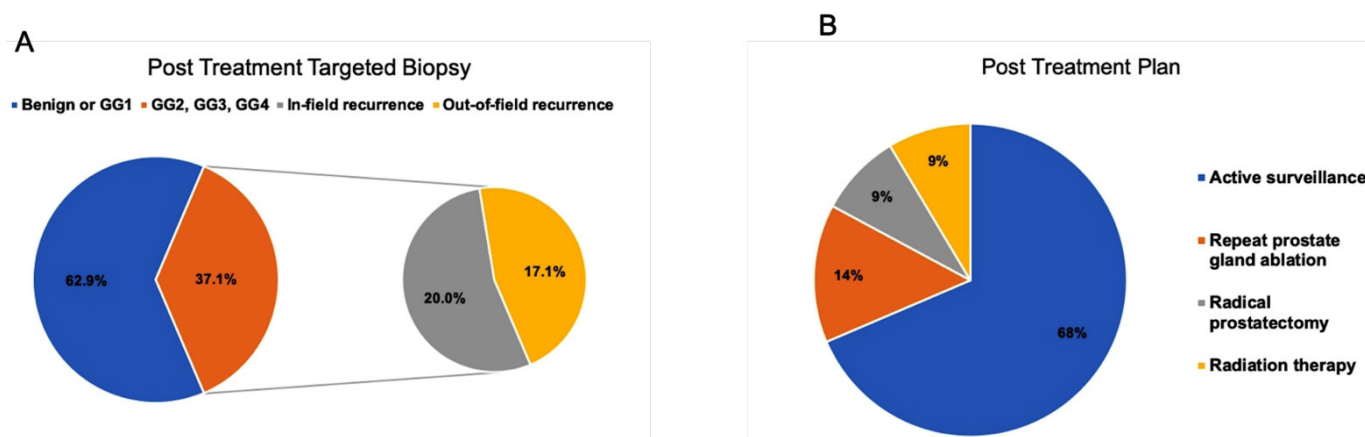 A
Post Treatment Targeted Biopsy
Benign or GG1 GG2, GG3, GG4 In-field recurrence Out-of-field recurrence
62.9%
37.1%
20.0%
17.1%
B
Post Treatment Plan
9%
9%
14%
68%
Active surveillance
Repeat prostate
gland ablation
Radical
prostatectomy
Radiation therapy